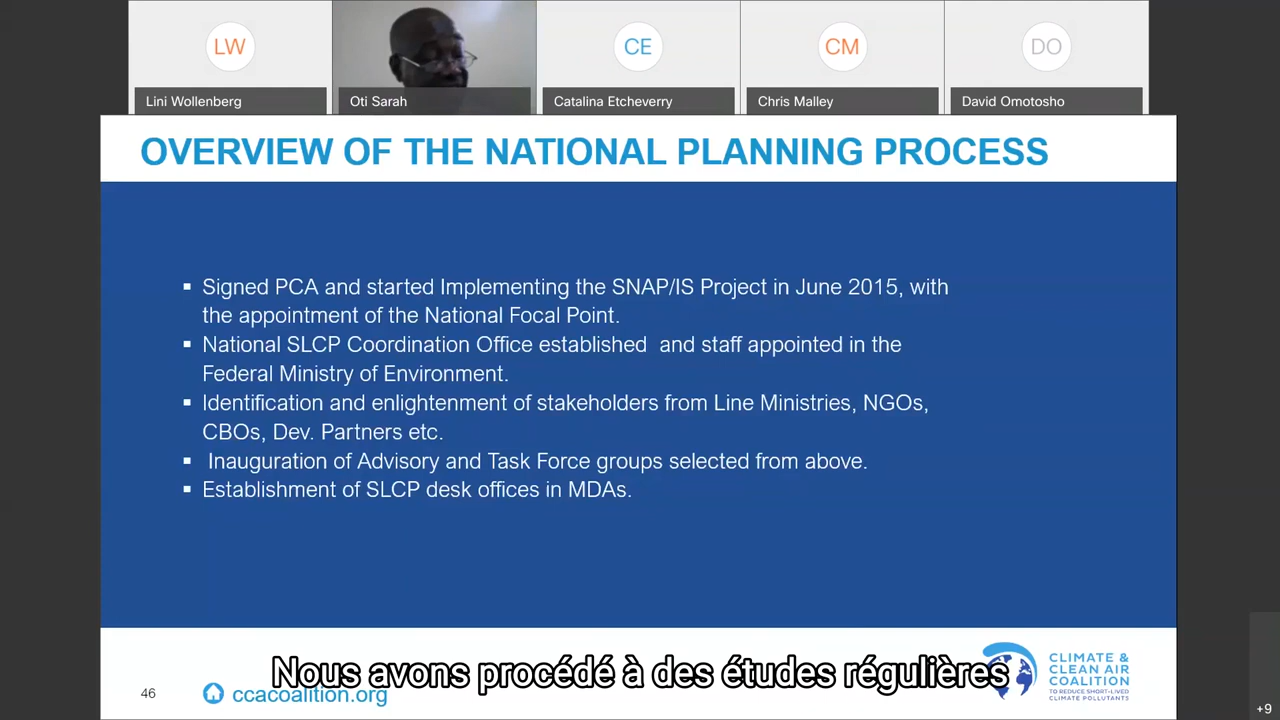 LW
CE
CM
DO
Lini Wollenberg
Oti Sarah
Catalina Etcheverry
Chris Malley
David Omotosho
OVERVIEW OF THE NATIONAL PLANNING PROCESS
▪ Signed PCA and started Implementing the SNAP/IS Project in June 2015, with
the appointment of the National Focal Point.
▪ National SLCP Coordination Office established and staff appointed in the
Federal Ministry of Environment.
▪ Identification and enlightenment of stakeholders from Line Ministries, NGOs,
CBOs, Dev. Partners etc.
▪ Inauguration of Advisory and Task Force groups selected from above.
▪ Establishment of SLCP desk offices in MDAs.
Nous avons procédé à des études régulières
46
ccacoalition.org
CLIMATE &
CLEAN AIR
COALITION
TO REDUCE SHORT-LIVED
CLIMATE POLLUTANTS
+9